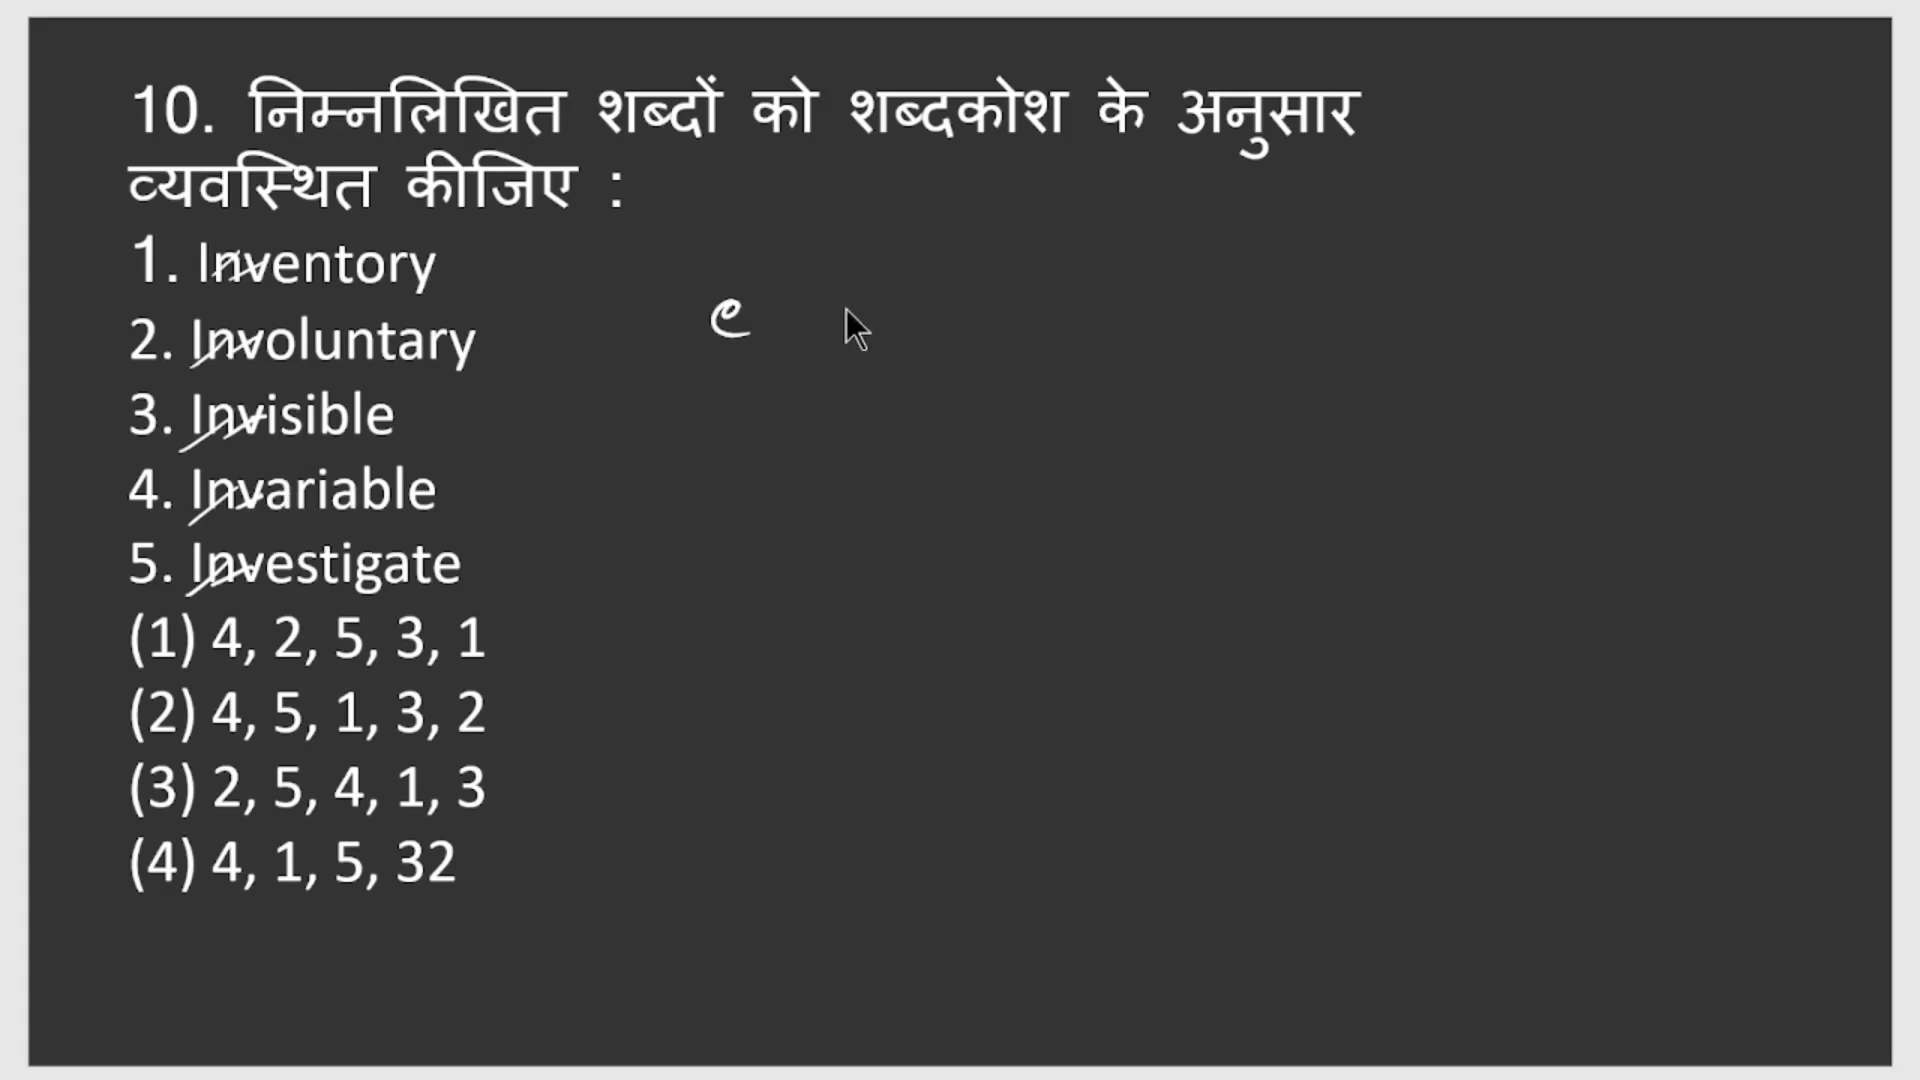 10. निम्नलिखित शब्दों को शब्दकोश के अनुसार
व्यवस्थित कीजिए :
1. Inventory
e
2. Involuntary
3. Invisible
4. Invariable
5. Investigate
(1) 4, 2, 5, 3, 1
(2) 4, 5, 1, 3, 2
(3) 2, 5, 4, 1, 3
(4) 4, 1, 5, 32